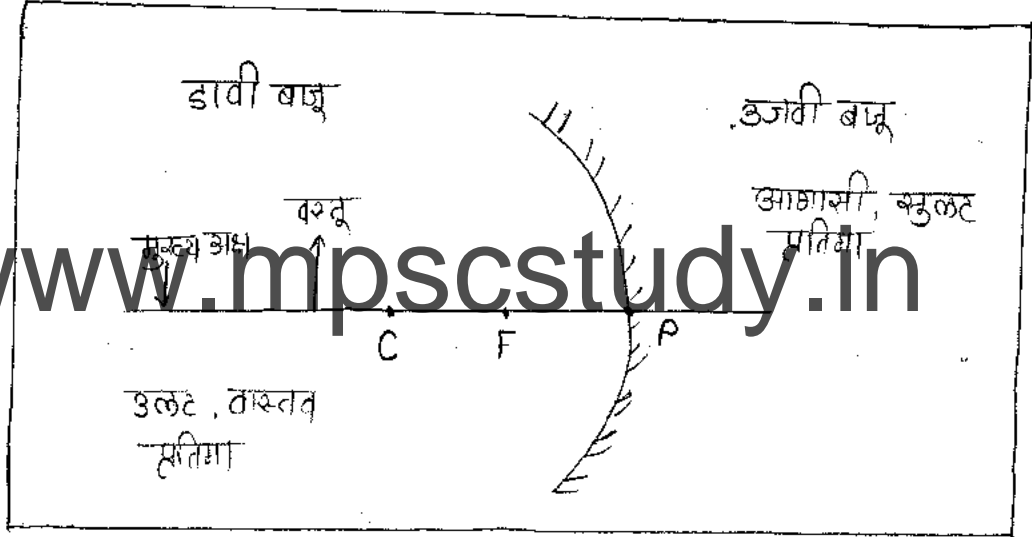 डावी बाजू
उजवी बाजू
वस्तू
आभासी, सुलट
प्रतिमा
मुख्य अक्ष
www.mpscstudy.in
C F P
उलट, वास्तव
प्रतिमा